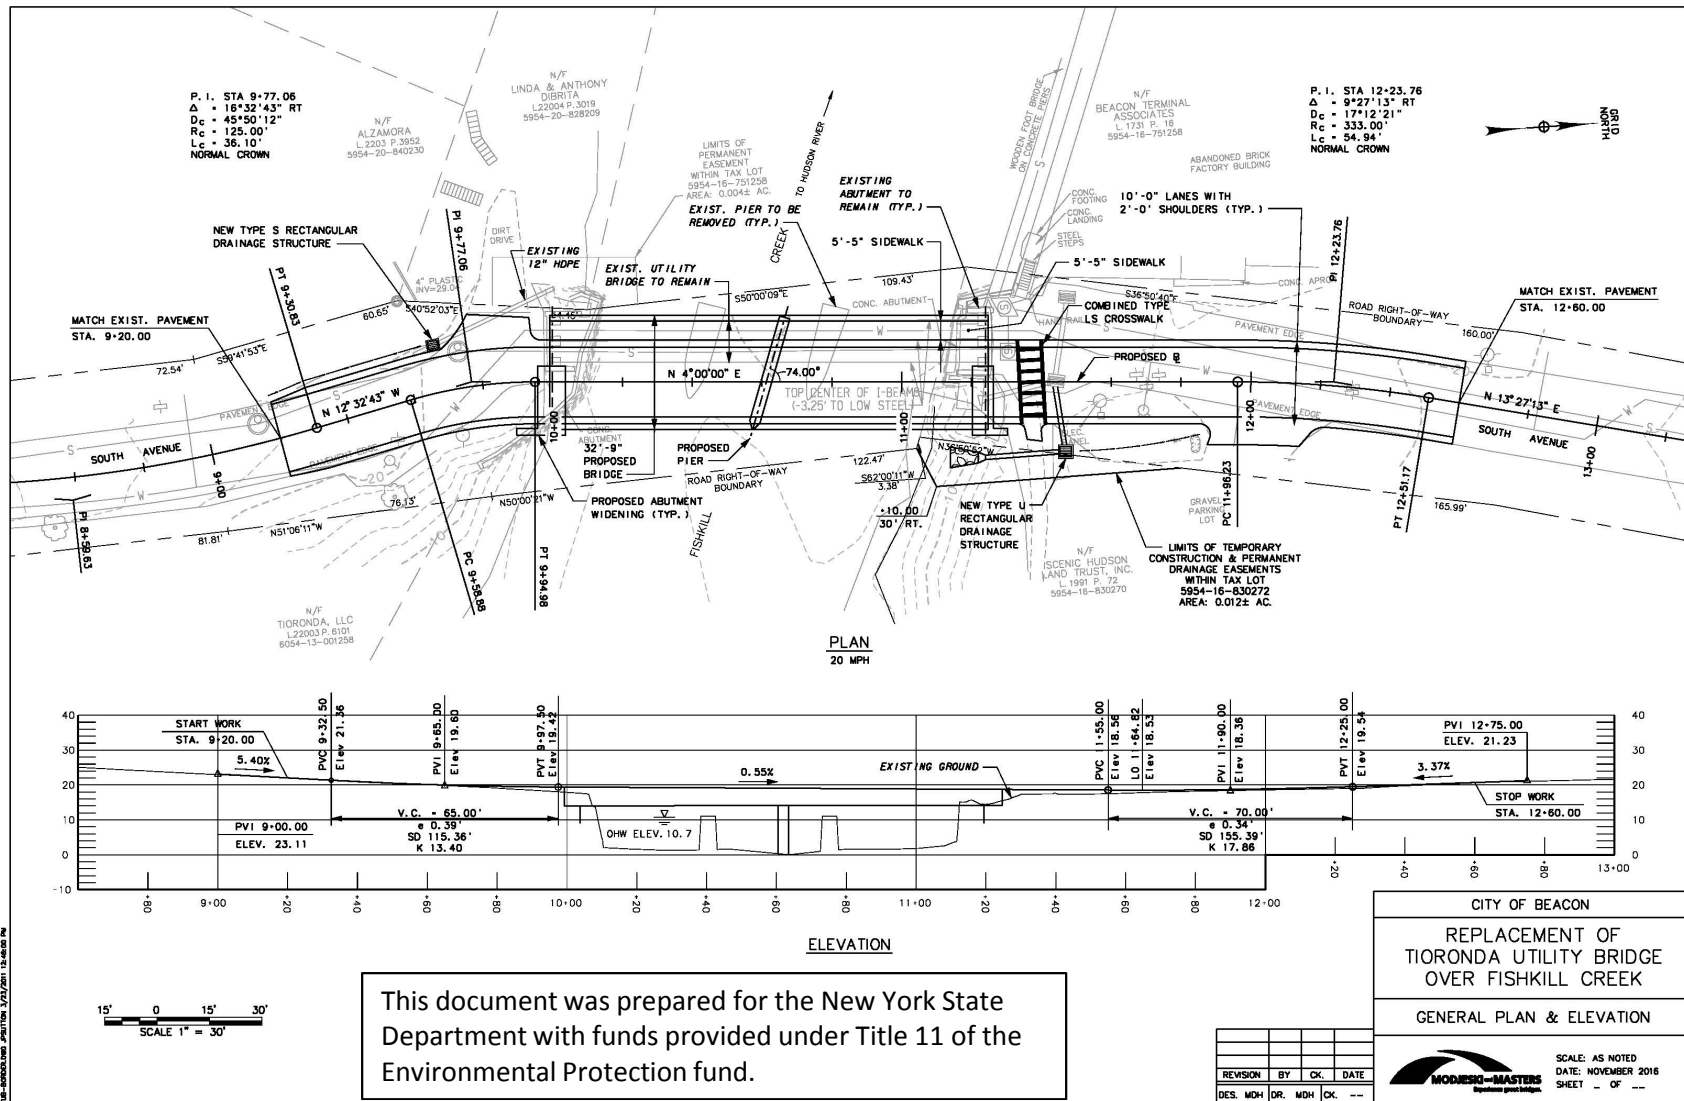 P. I. STA 9+77.06
Δ = 16°32'43" RT
Dc = 45°50'12"
Rc = 125.00'
Lc = 36.10'
NORMAL CROWN
N/F
ALZAMORA
L.2203 P.3952
5954-20-840230
N/F
LINDA & ANTHONY
DIBRITA
L22004 P.3019
5954-20-828209
LIMITS OF
PERMANENT
EASEMENT
WITHIN TAX LOT
5954-16-751258
AREA: 0.004± AC.
TO HUDSON RIVER
CREEK
WOODEN FOOT BRIDGE
ON CONCRETE PIERS
N/F
BEACON TERMINAL
ASSOCIATES
L. 1731 P. 16
5954-16-751258
ABANDONED BRICK
FACTORY BUILDING
P. I. STA 12+23.76
Δ = 9°27'13" RT
Dc = 17°12'21"
Rc = 333.00'
Lc = 54.94'
NORMAL CROWN
GRID
NORTH
NEW TYPE S RECTANGULAR
DRAINAGE STRUCTURE
PI 9+77.06
DIRT
DRIVE
EXISTING
12" HDPE
EXIST. UTILITY
BRIDGE TO REMAIN
EXIST. PIER TO BE
REMOVED (TYP.)
EXISTING
ABUTMENT TO
REMAIN (TYP.)
5'-5" SIDEWALK
CONC.
FOOTING
CONC.
LANDING
STEEL
STEPS
5'-5" SIDEWALK
10'-0" LANES WITH
2'-0" SHOULDERS (TYP.)
PI 12+23.76
COMBINED TYPE
LS CROSSWALK
CONC. APRO
ROAD RIGHT-OF-WAY
BOUNDARY
160.00'
MATCH EXIST. PAVEMENT
STA. 12+60.00
MATCH EXIST. PAVEMENT
STA. 9+20.00
PT 9+30.83
4" PLASTIC
INV=29.0
60.65'
S40°52'03"E
S50°00'09"E
109.43'
CONC. ABUTMENT
HAND RAIL
S36°50'40"E
PAVEMENT EDGE
72.54'
S59°41'53"E
N 12°32'43" W
N 4°00'00" E
74.00°
TOP CENTER OF I-BEAMS
(-3.25' TO LOW STEEL)
PROPOSED B
PAVEMENT EDGE
N 13°27'13" E
SOUTH AVENUE
SOUTH AVENUE
PAVEMENT EDGE
PAVEMENT EDGE
9+00
10+00
11+00
12+00
13+00
CONC.
ABUTMENT
32'-9"
PROPOSED
BRIDGE
PROPOSED
PIER
ROAD RIGHT-OF-WAY
BOUNDARY
122.47'
S62°00'11"W
3.38'
N36°50'52"W
+10.00
30' RT.
76.13'
N50°00'21"W
81.81'
N51°06'11"W
PI 8+59.63
PC 9+58.88
PT 9+94.98
PROPOSED ABUTMENT
WIDENING (TYP.)
FISHKILL
NEW TYPE U
RECTANGULAR
DRAINAGE
STRUCTURE
GRAVEL
PARKING
LOT
PC 11+96.23
PT 12+51.17
165.99'
N/F
SCENIC HUDSON
LAND TRUST, INC.
L. 1991 P. 72
5954-16-830270
LIMITS OF TEMPORARY
CONSTRUCTION & PERMANENT
DRAINAGE EASEMENTS
WITHIN TAX LOT
5954-16-830272
AREA: 0.012± AC.
N/F
TIORONDA, LLC
L22003 P. 6101
6054-13-001258
PLAN
20 MPH
40
30
20
10
0
-10
START WORK
STA. 9+20.00
5.40%
PVC 9+32.50
Elev 21.36
PVI 9+65.00
Elev 19.60
PVT 9+97.50
Elev 19.42
0.55%
EXISTING GROUND
PVC 11+55.00
Elev 18.56
LO 11+64.82
Elev 18.53
PVI 11+90.00
Elev 18.36
PVT 12+25.00
Elev 19.54
PVI 12+75.00
ELEV. 21.23
3.37%
STOP WORK
STA. 12+60.00
40
30
20
10
0
PVI 9+00.00
ELEV. 23.11
V.C. = 65.00'
e 0.39'
SD 115.36'
K 13.40
OHW ELEV. 10.7
V.C. = 70.00'
e 0.34'
SD 155.39'
K 17.86
+80
9+00
+20
+40
+60
+80
10+00
+20
+40
+60
+80
11+00
+20
+40
+60
+80
12+00
+20
+40
+60
+80
13+00
ELEVATION
15' 0 15' 30'
SCALE 1" = 30'
This document was prepared for the New York State
Department with funds provided under Title 11 of the
Environmental Protection fund.
CITY OF BEACON
REPLACEMENT OF
TIORONDA UTILITY BRIDGE
OVER FISHKILL CREEK
GENERAL PLAN & ELEVATION
REVISION BY CK. DATE
DES. MDH DR. MDH CK. --
MODJESKI and MASTERS
Experience great bridges.
SCALE: AS NOTED
DATE: NOVEMBER 2016
SHEET _ OF __